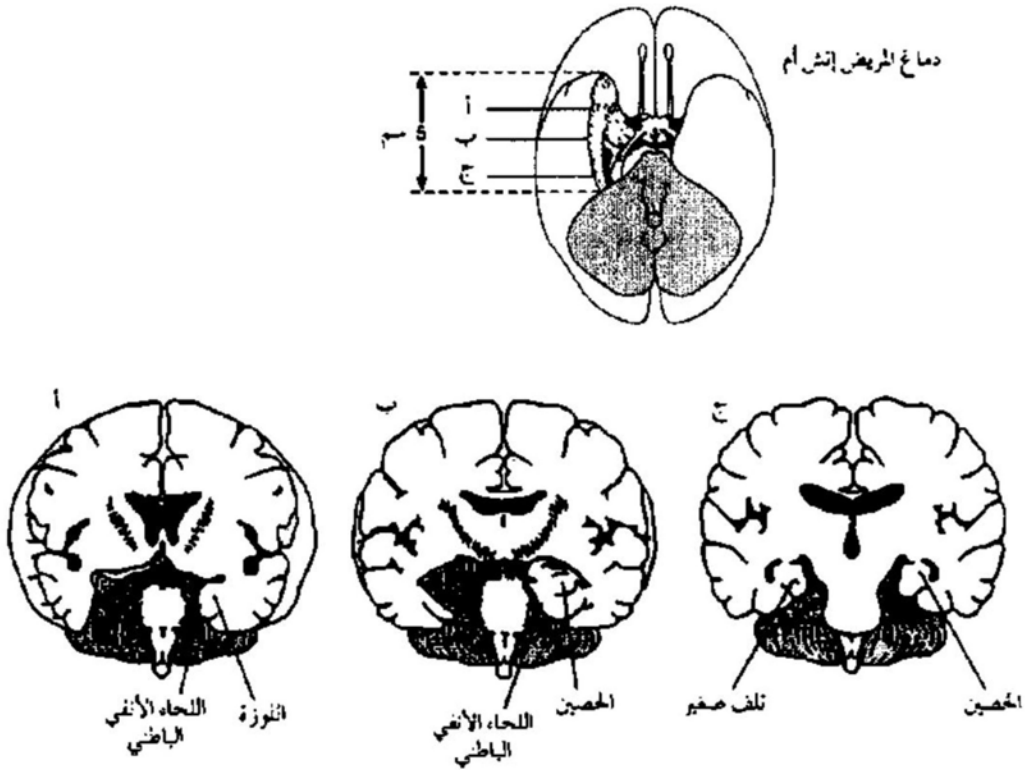 دماغ المريض إتش أم
أ
ب
ج
5 سم
أ
ب
ج
اللوزة
اللحاء الأنفي
الباطني
الحصين
اللحاء الأنفي
الباطني
الحصين
تلف صغير